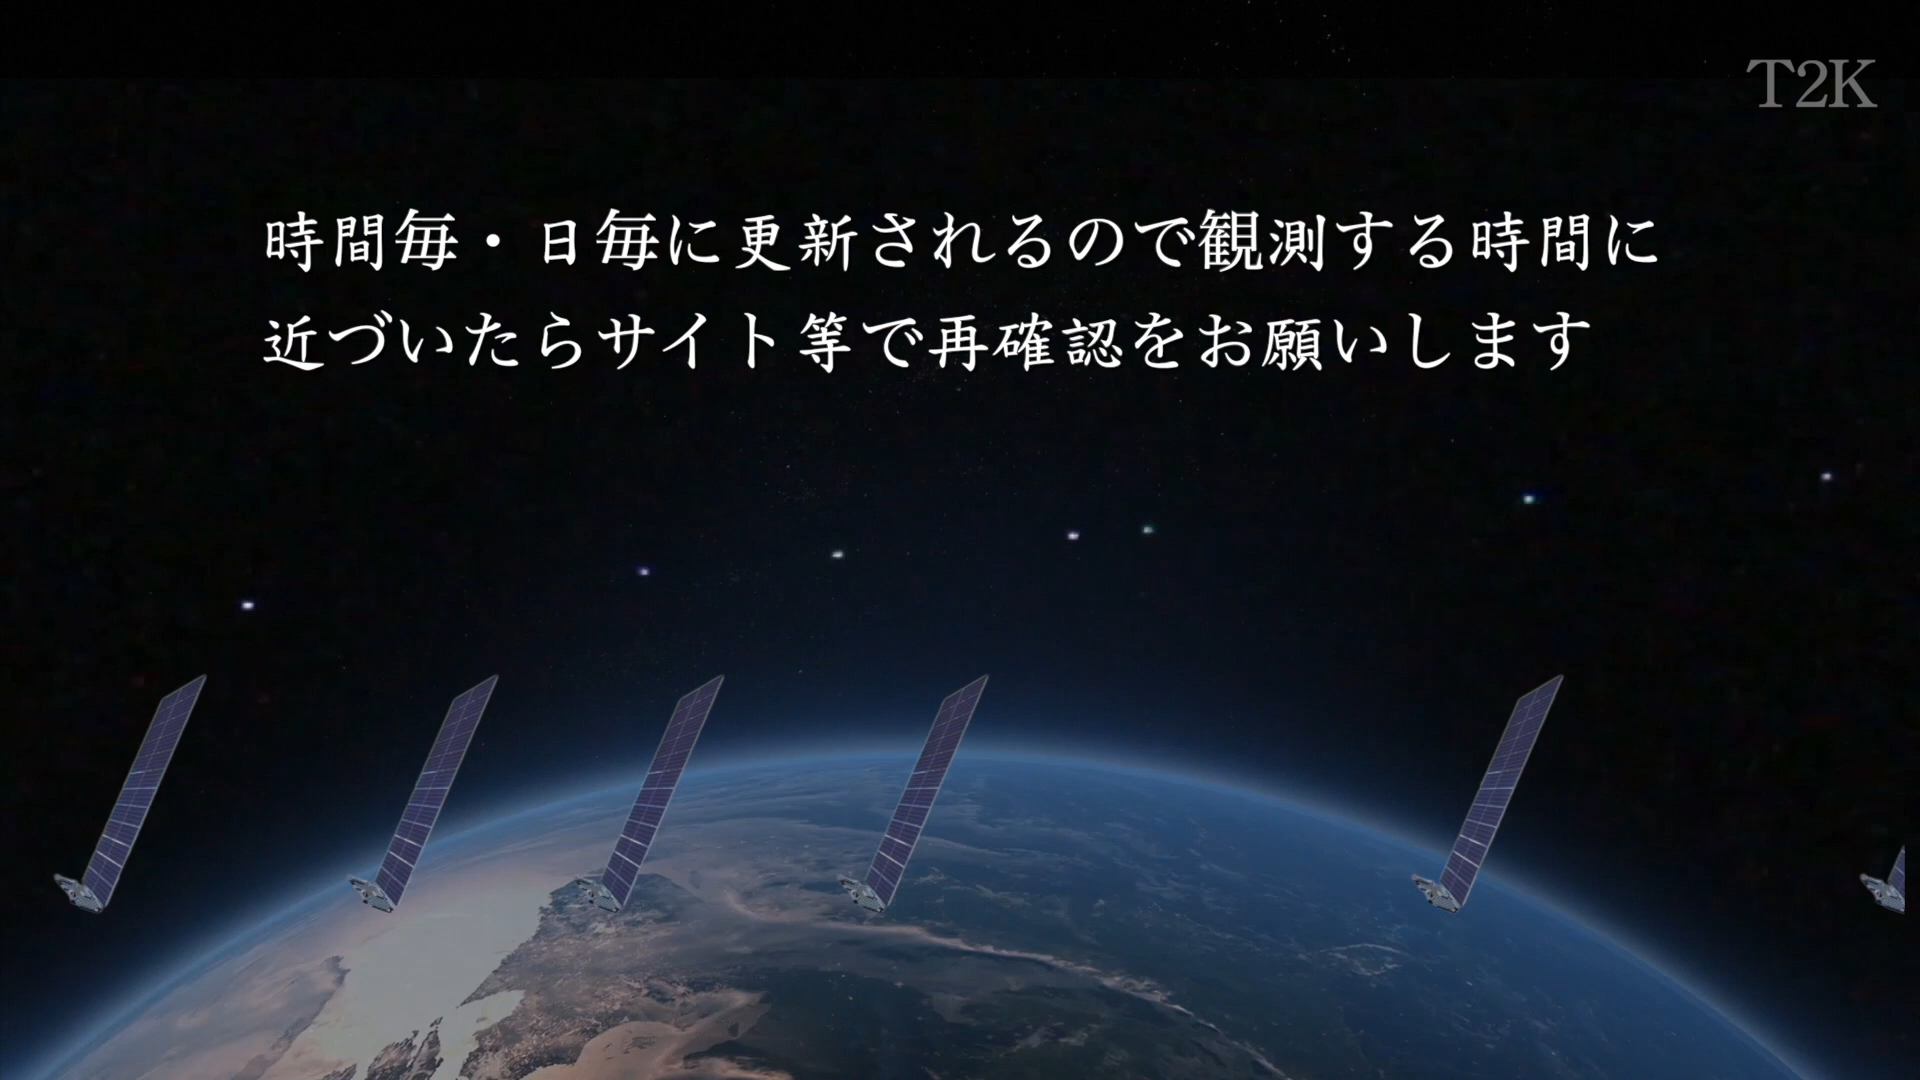 T2K
時間毎・日毎に更新されるので観測する時間に
近づいたらサイト等で再確認をお願いします